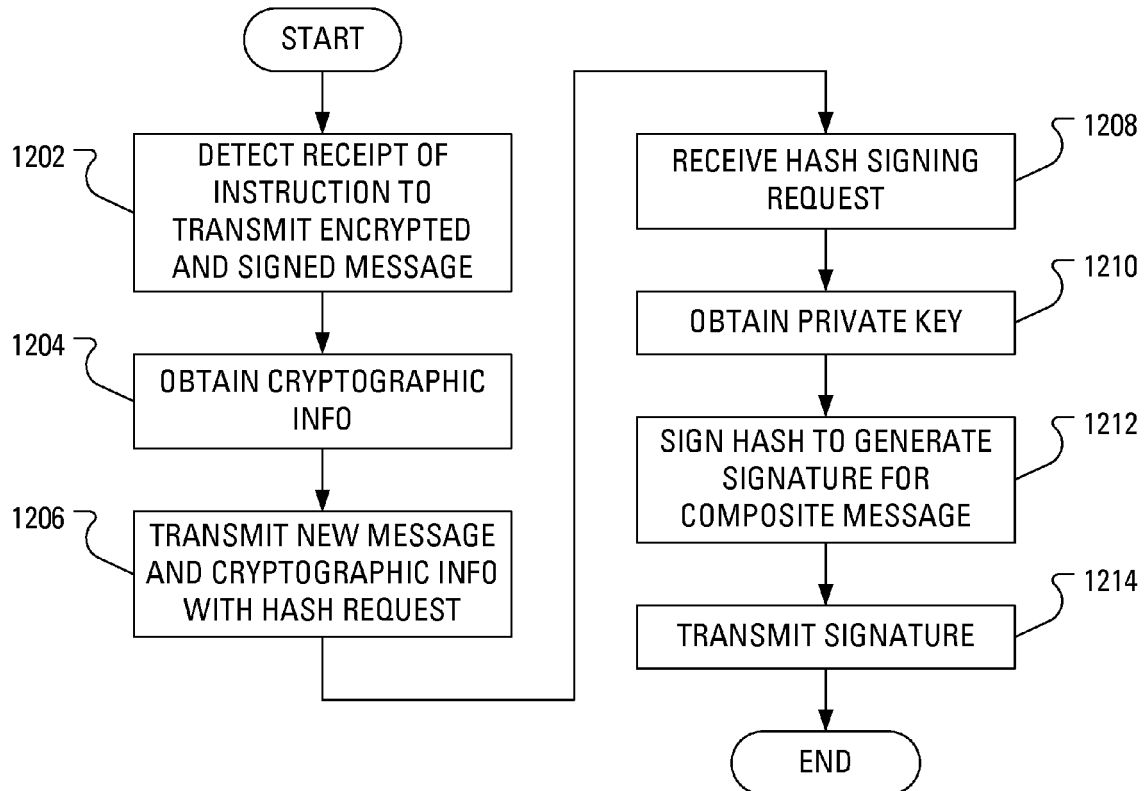 START
1202
DETECT RECEIPT OF
INSTRUCTION TO
TRANSMIT ENCRYPTED
AND SIGNED MESSAGE
1204
OBTAIN CRYPTOGRAPHIC
INFO
1206
TRANSMIT NEW MESSAGE
AND CRYPTOGRAPHIC INFO
WITH HASH REQUEST
1208
RECEIVE HASH SIGNING
REQUEST
1210
OBTAIN PRIVATE KEY
1212
SIGN HASH TO GENERATE
SIGNATURE FOR
COMPOSITE MESSAGE
1214
TRANSMIT SIGNATURE
END